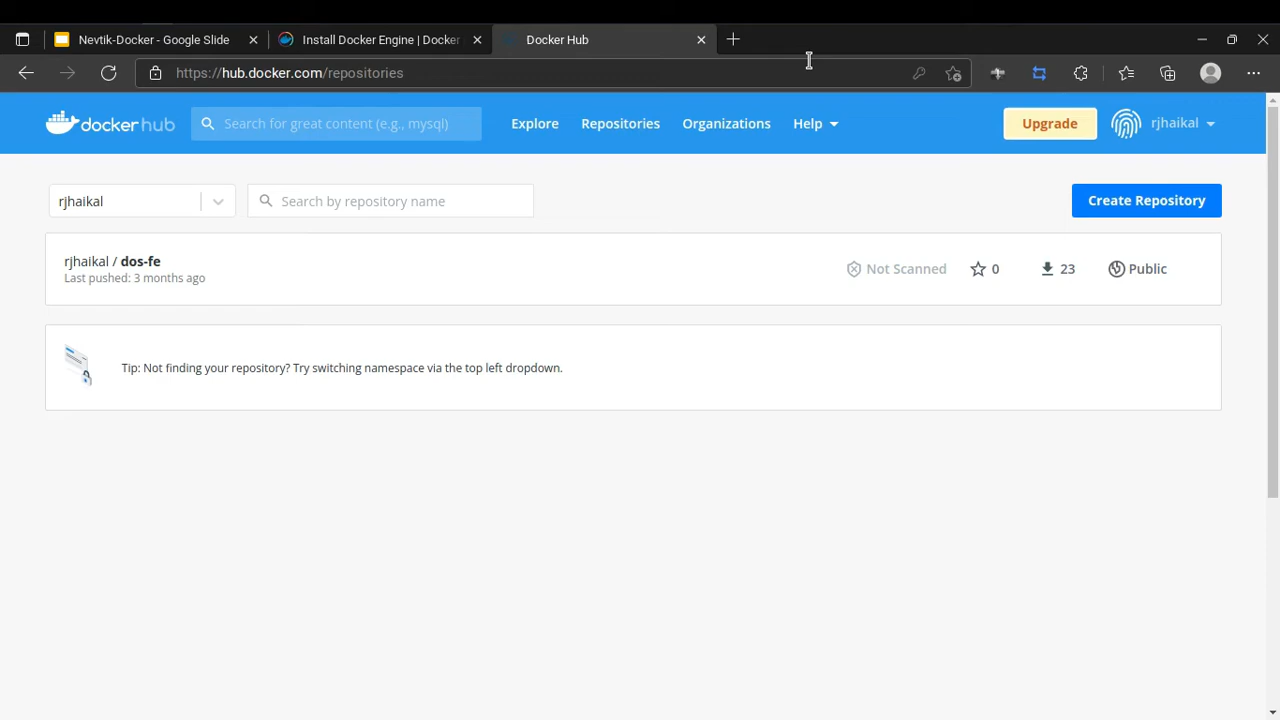 Nevtik-Docker - Google Slide
Install Docker Engine | Docker
Docker Hub
https://hub.docker.com/repositories
docker hub
Search for great content (e.g., mysql)
Explore
Repositories
Organizations
Help
Upgrade
rjhaikal
rjhaikal
Search by repository name
Create Repository
rjhaikal / dos-fe
Last pushed: 3 months ago
Not Scanned
0
23
Public
Tip: Not finding your repository? Try switching namespace via the top left dropdown.